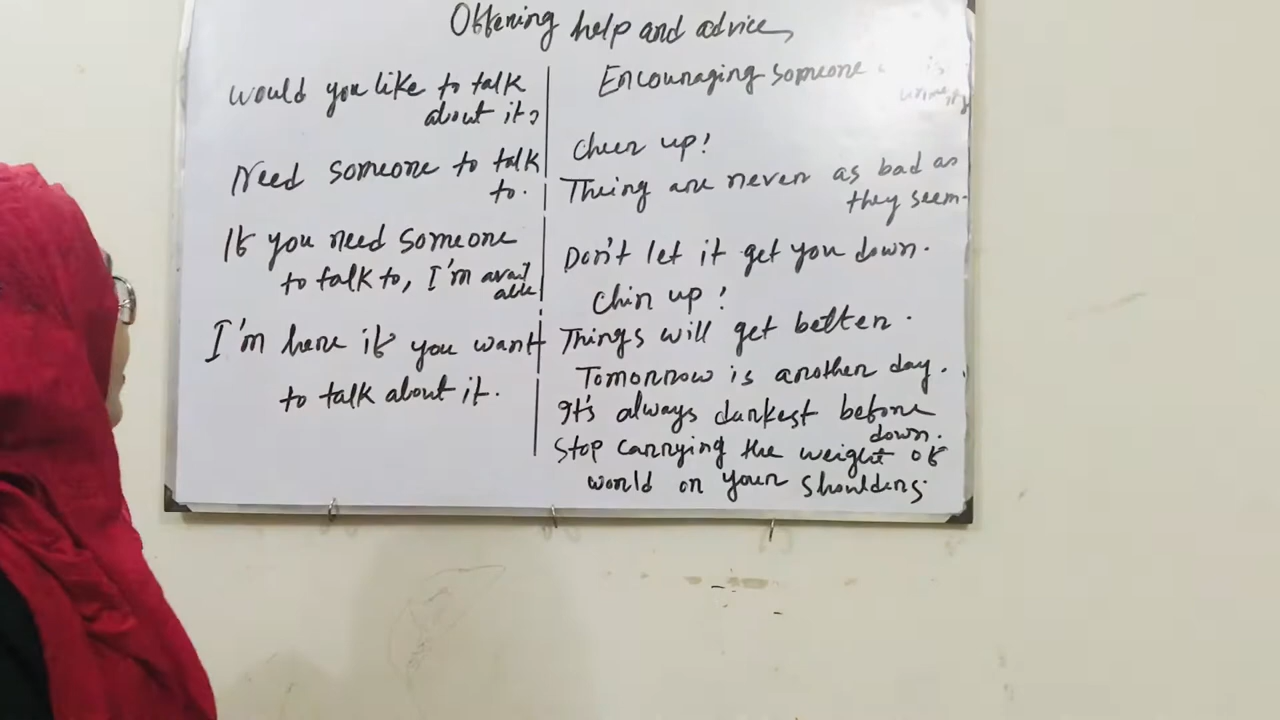 Offering help and advice
would you like to talk
about it?
Need someone to talk
to.
If you need someone
to talk to, I'm avail
able
I'm here if you want
to talk about it.
Encouraging someone is
Cheer up!
Theing are never as bad as
they seem.
Don't let it get you down.
Chin up!
Things will get better.
Tomorrow is another day.
It's always darkest before
down.
Stop carrying the weight of
world on your shoulders.